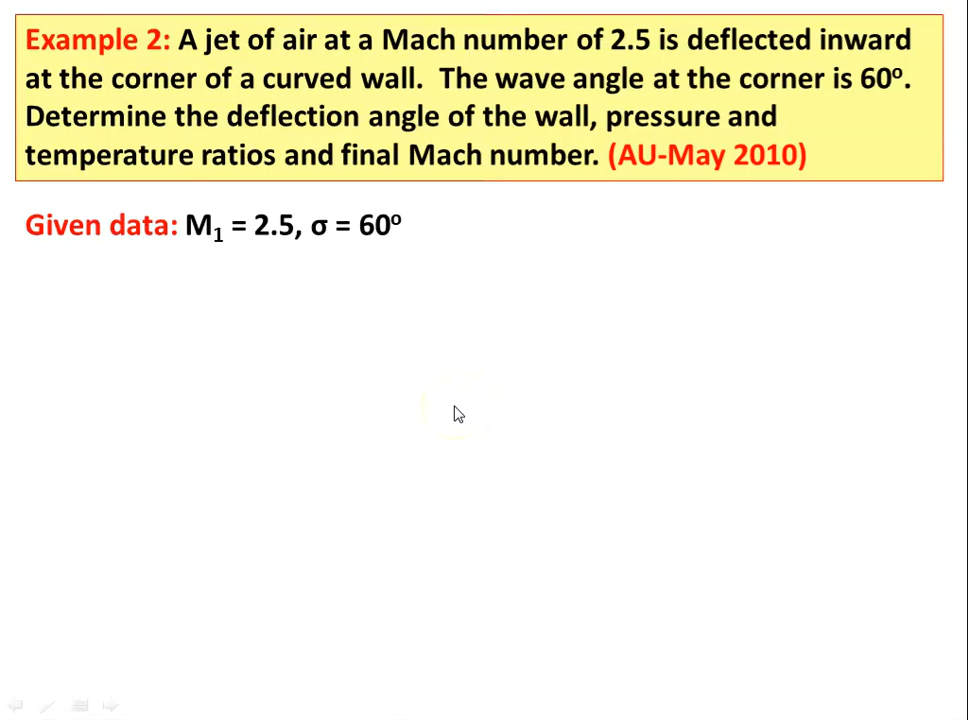 Example 2: A jet of air at a Mach number of 2.5 is deflected inward
at the corner of a curved wall. The wave angle at the corner is 60º.
Determine the deflection angle of the wall, pressure and
temperature ratios and final Mach number. (AU-May 2010)
Given data: M₁ = 2.5, σ = 60º